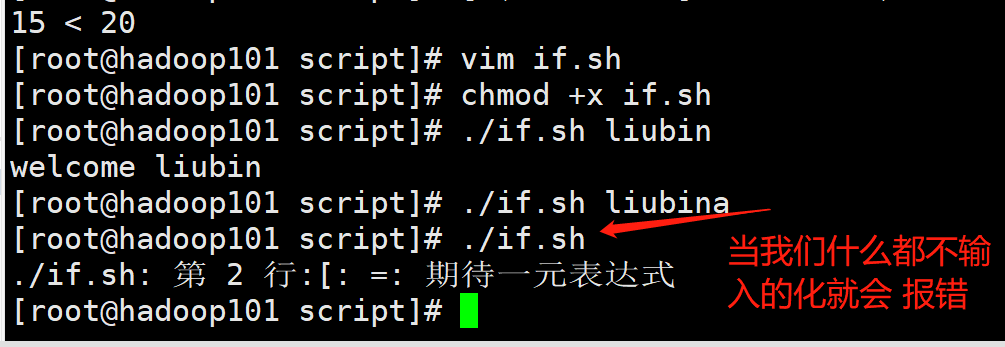 15 < 20
[root@hadoop101 script]# vim if.sh
[root@hadoop101 script]# chmod +x if.sh
[root@hadoop101 script]# ./if.sh liubin
welcome liubin
[root@hadoop101 script]# ./if.sh liubina
[root@hadoop101 script]# ./if.sh
./if.sh: 第 2 行:[: =: 期待一元表达式
[root@hadoop101 script]#
当我们什么都不输
入的化就会 报错